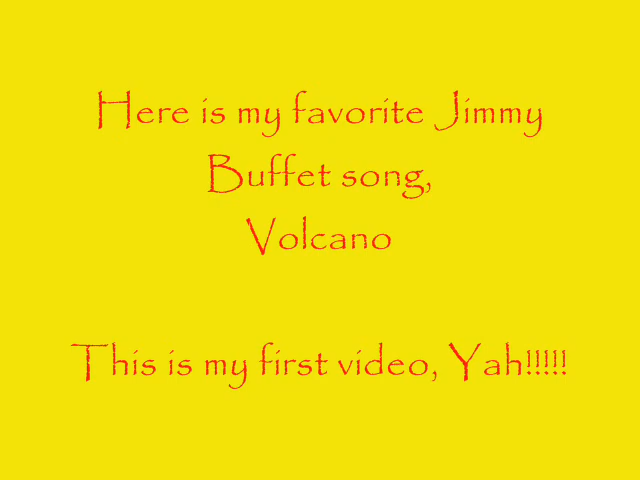 Here is my favorite Jimmy
Buffet song,
Volcano
This is my first video, Yah!!!!!